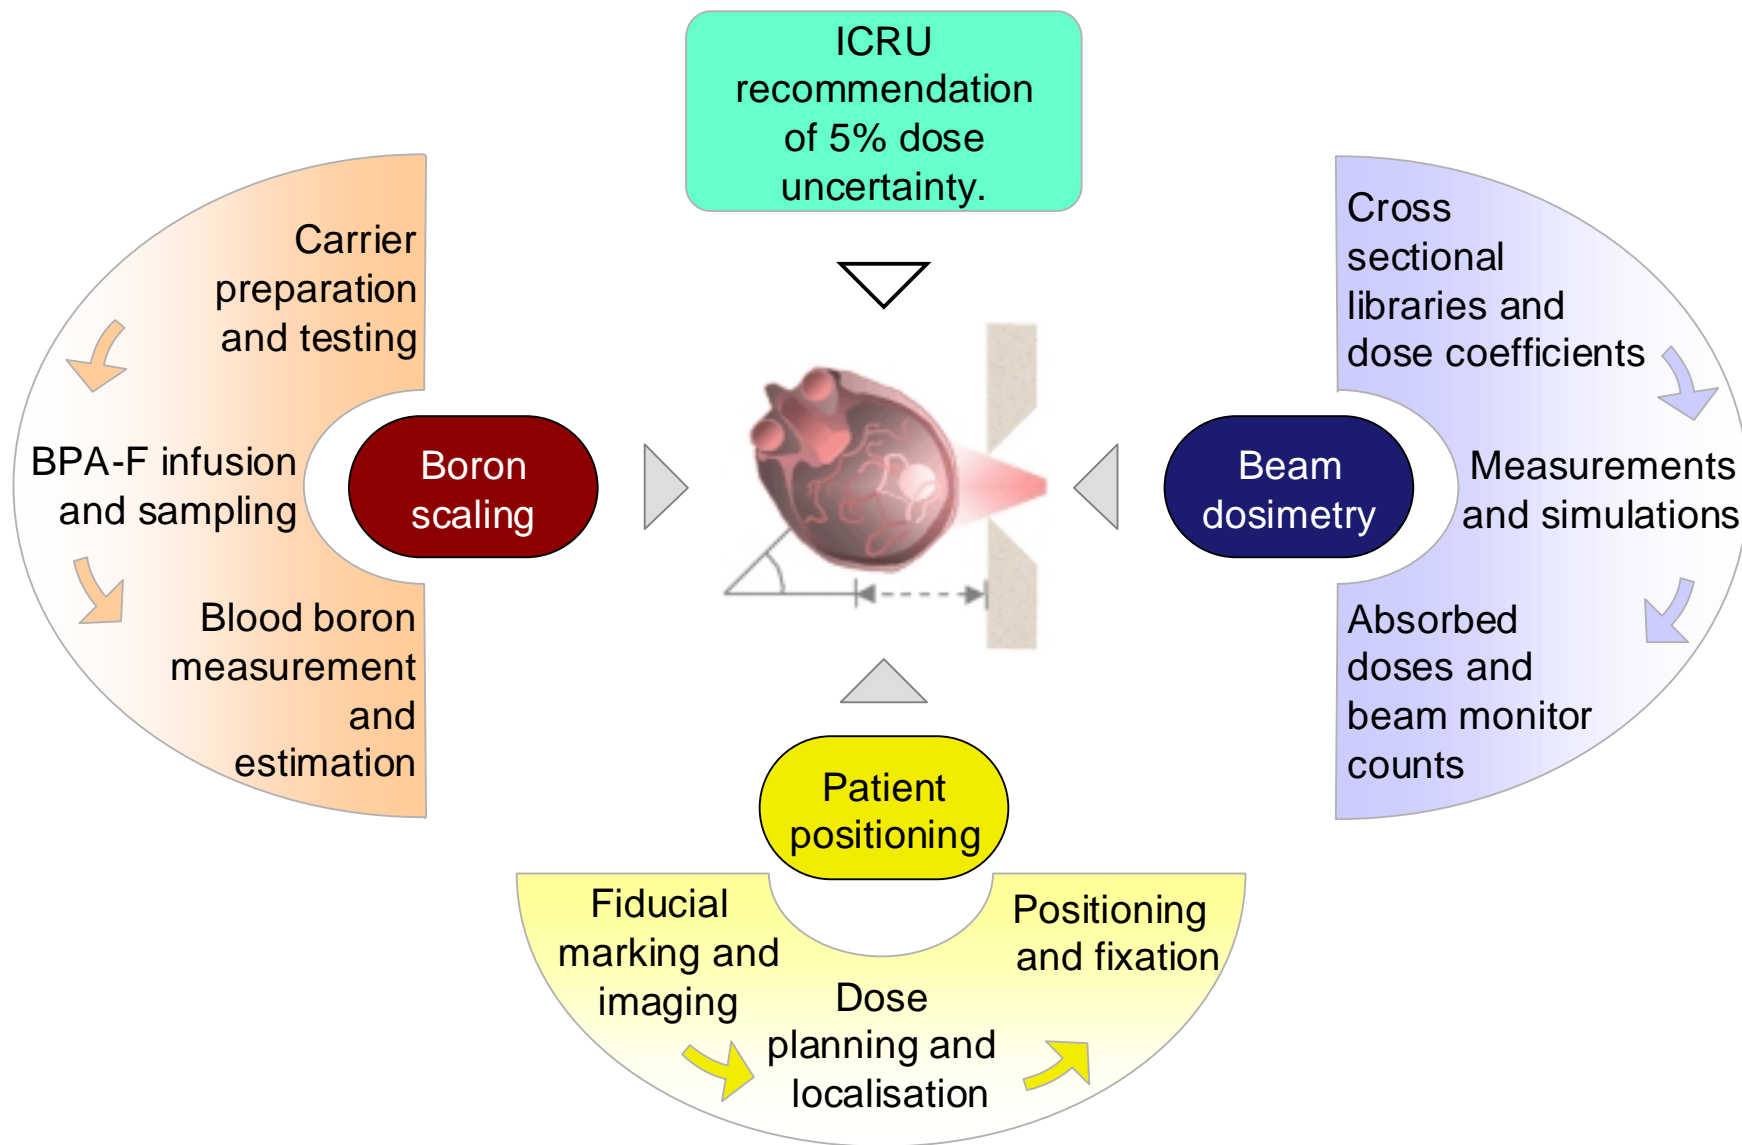 ICRU
recommendation
of 5% dose
uncertainty.
Carrier
preparation
and testing
BPA-F infusion
and sampling
Blood boron
measurement
and
estimation
Boron
scaling
Cross
sectional
libraries and
dose coefficients
Measurements
and simulations
Absorbed
doses and
beam monitor
counts
Beam
dosimetry
Patient
positioning
Fiducial
marking and
imaging
Dose
planning and
localisation
Positioning
and fixation